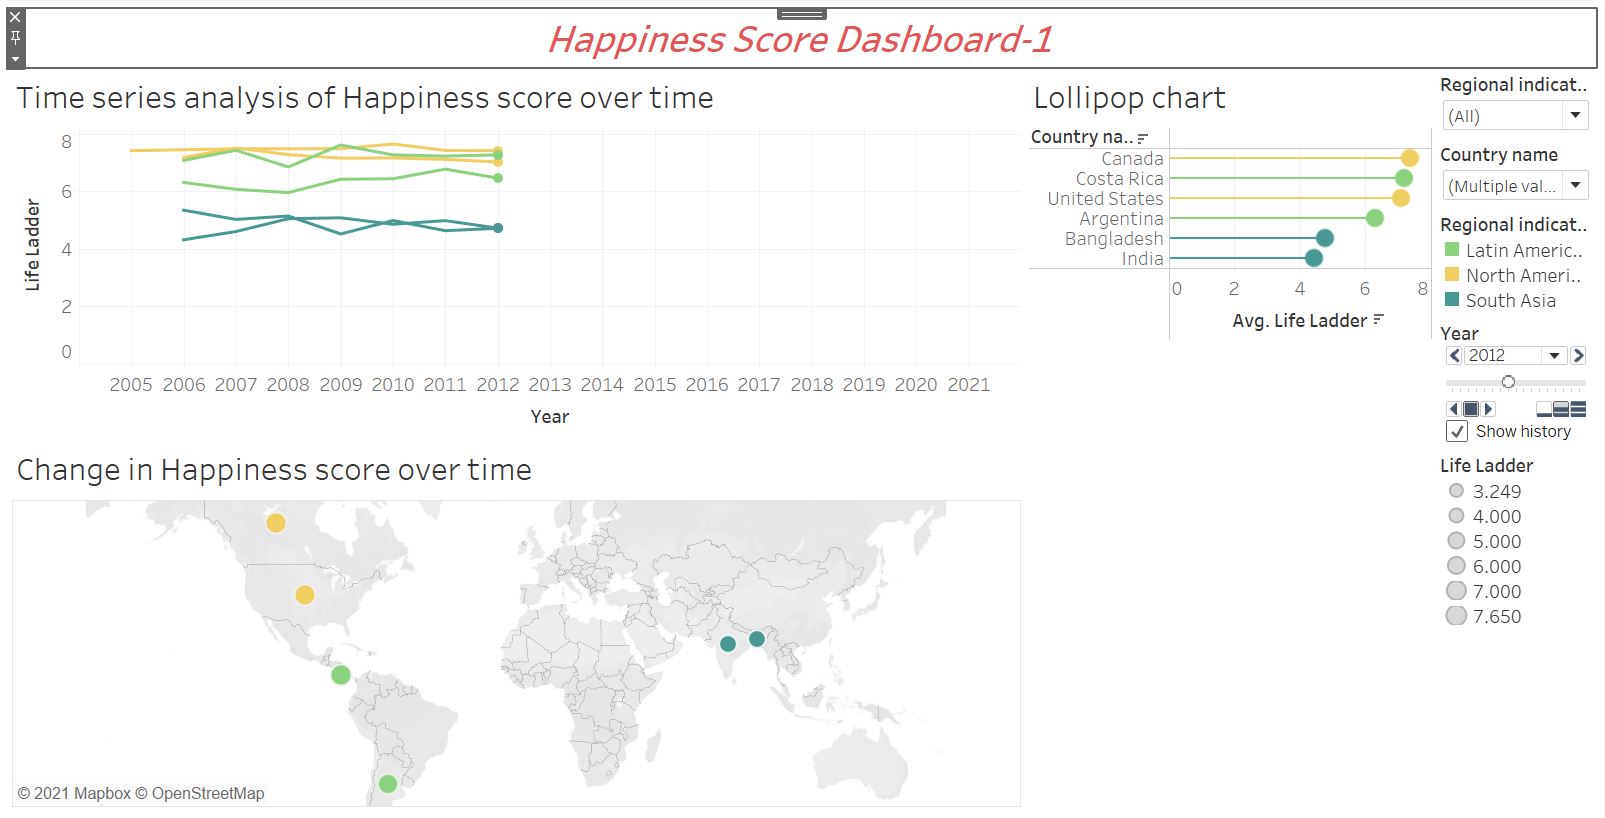 Happiness Score Dashboard-1
Time series analysis of Happiness score over time
8
6
4
2
0
Life Ladder
2005 2006 2007 2008 2009 2010 2011 2012 2013 2014 2015 2016 2017 2018 2019 2020 2021
Year
Lollipop chart
Country na..
Canada
Costa Rica
United States
Argentina
Bangladesh
India
0 2 4 6 8
Avg. Life Ladder
Regional indicat..
(All)
Country name
(Multiple val...
Regional indicat..
Latin Americ..
North Ameri..
South Asia
Year
2012
Show history
Life Ladder
3.249
4.000
5.000
6.000
7.000
7.650
Change in Happiness score over time
© 2021 Mapbox © OpenStreetMap